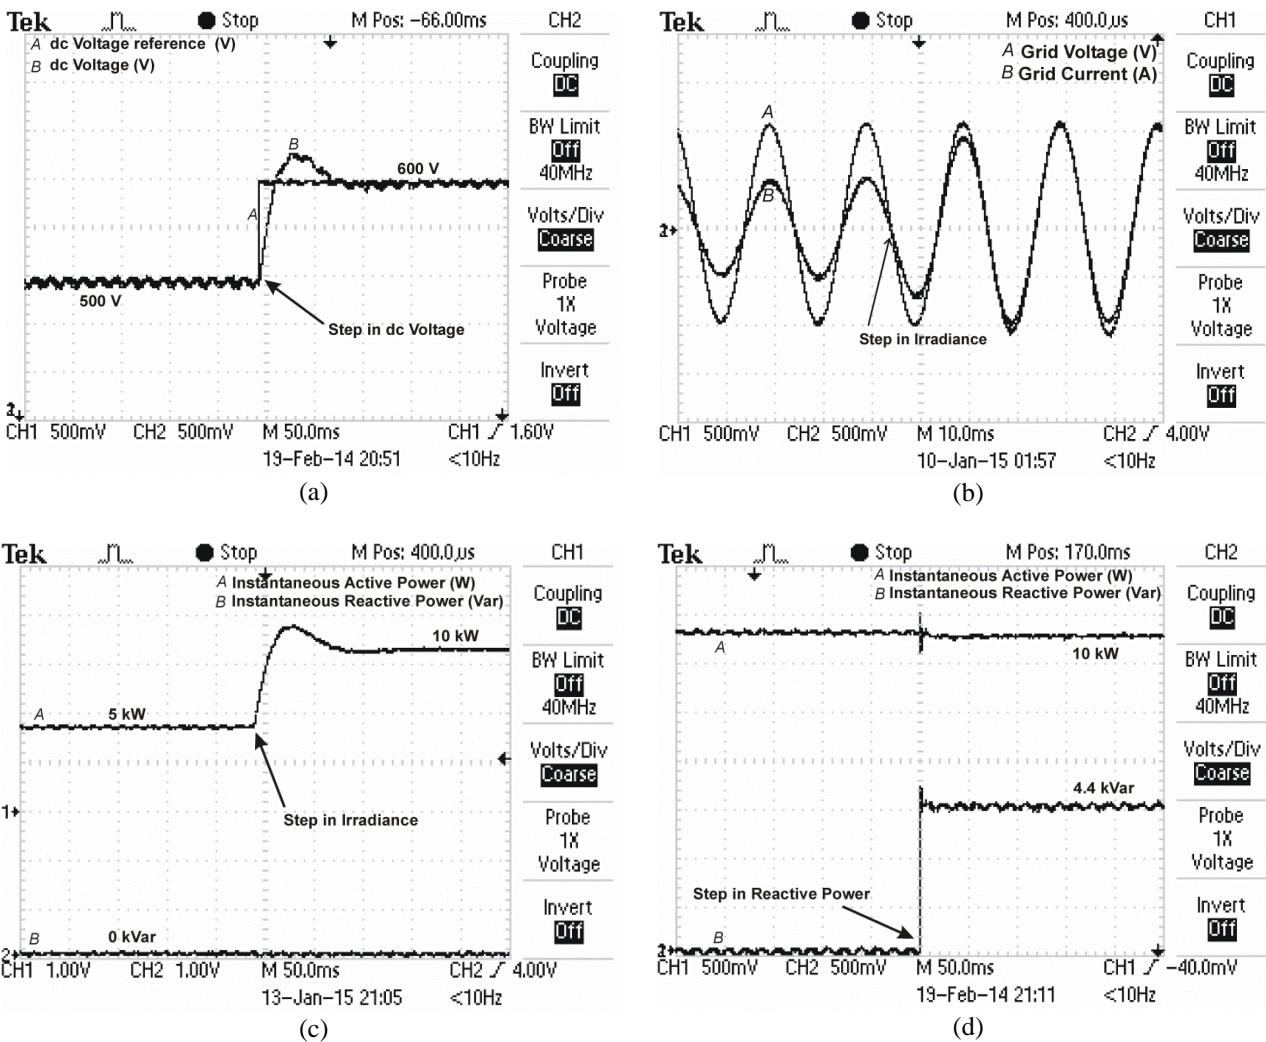 Tek Stop M Pos: -66.00ms CH2
A dc Voltage reference (V)
B dc Voltage (V)
Coupling
DC
BW Limit
Off
40MHz
B
600 V
A
Volts/Div
Coarse
500 V
Probe
1X
Voltage
Step in dc Voltage
Invert
Off
CH1 500mV CH2 500mV M 50.0ms CH1 1.60V
19-Feb-14 20:51 <10Hz
(a)
Tek Stop M Pos: 400.0µs CH1
A Grid Voltage (V)
B Grid Current (A)
Coupling
DC
A
BW Limit
Off
40MHz
B
Volts/Div
Coarse
Probe
1X
Voltage
Step in Irradiance
Invert
Off
CH1 500mV CH2 500mV M 10.0ms CH2 4.00V
10-Jan-15 01:57 <10Hz
(b)
Tek Stop M Pos: 400.0µs CH1
A Instantaneous Active Power (W)
B Instantaneous Reactive Power (Var)
Coupling
DC
10 kW
BW Limit
Off
40MHz
A 5 kW
Volts/Div
Coarse
1
Step in Irradiance
Probe
1X
Voltage
Invert
Off
B 0 kVar
2
CH1 1.00V CH2 1.00V M 50.0ms CH2 4.00V
13-Jan-15 21:05 <10Hz
(c)
Tek Stop M Pos: 170.0ms CH2
A Instantaneous Active Power (W)
B Instantaneous Reactive Power (Var)
Coupling
DC
A
10 kW
BW Limit
Off
40MHz
Volts/Div
Coarse
4.4 kVar
Probe
1X
Voltage
Step in Reactive Power
Invert
Off
B
CH1 500mV CH2 500mV M 50.0ms CH1 -40.0mV
19-Feb-14 21:11 <10Hz
(d)